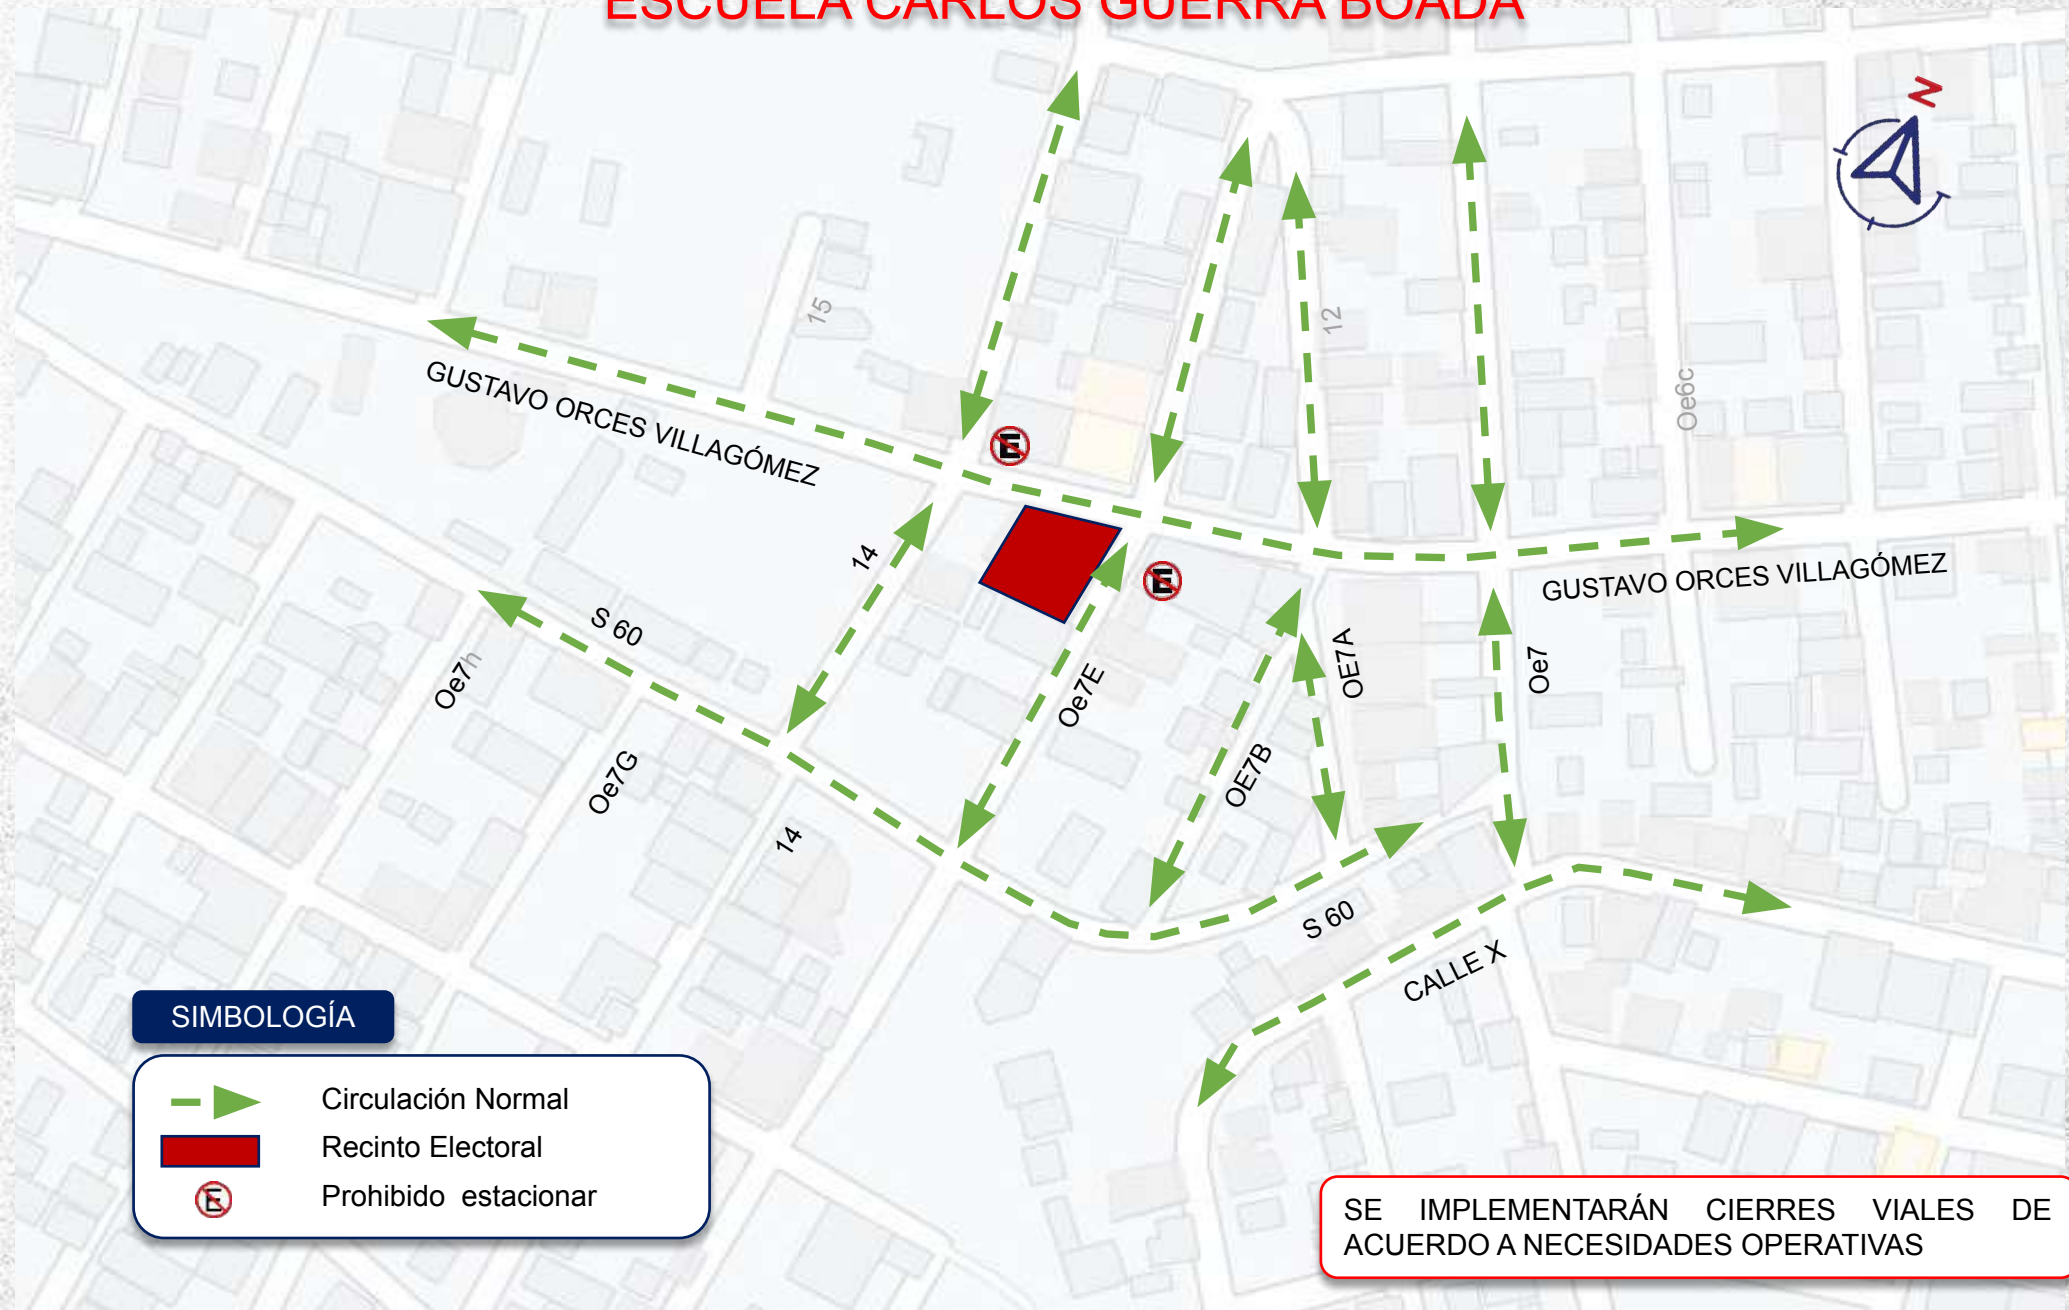 ESCUELA CARLOS GUERRA BOADA
N
15
12
Oe6c
GUSTAVO ORCES VILLAGÓMEZ
E
14
E
GUSTAVO ORCES VILLAGÓMEZ
S 60
Oe7h
Oe7E
OE7A
Oe7
Oe7G
OE7B
14
S 60
CALLE X
SIMBOLOGÍA
Circulación Normal
Recinto Electoral
E
Prohibido estacionar
SE IMPLEMENTARÁN CIERRES VIALES DE
ACUERDO A NECESIDADES OPERATIVAS